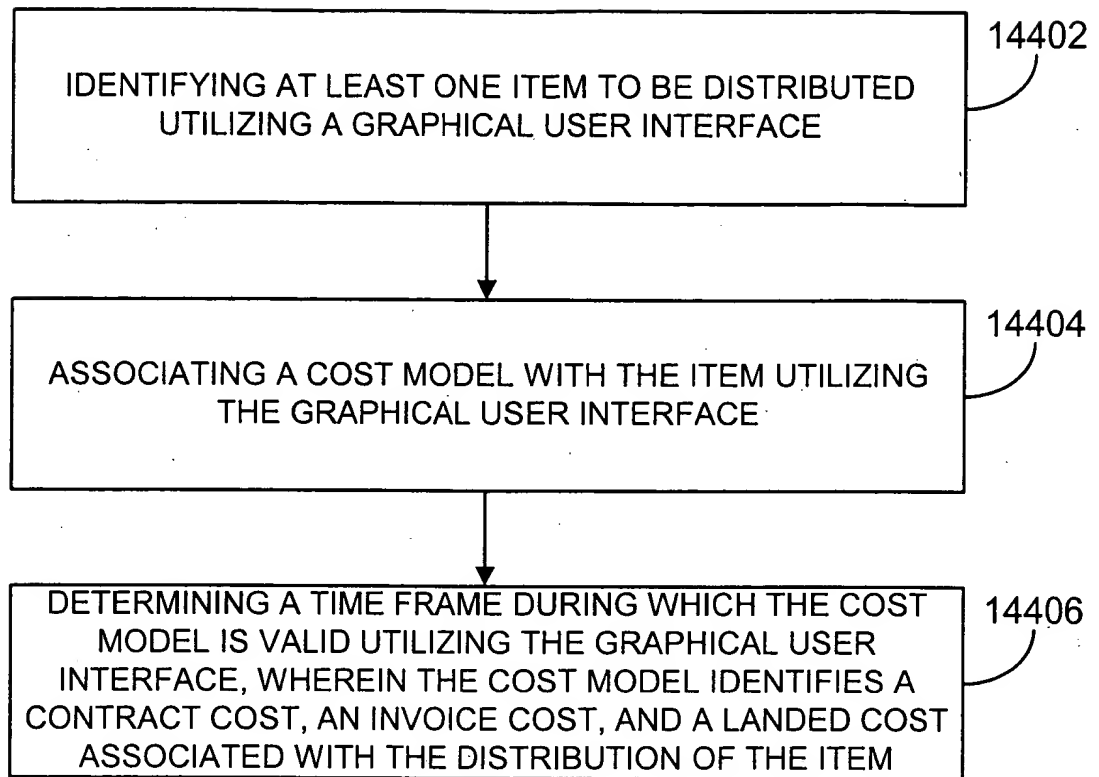 14402
IDENTIFYING AT LEAST ONE ITEM TO BE DISTRIBUTED
UTILIZING A GRAPHICAL USER INTERFACE
14404
ASSOCIATING A COST MODEL WITH THE ITEM UTILIZING
THE GRAPHICAL USER INTERFACE
14406
DETERMINING A TIME FRAME DURING WHICH THE COST
MODEL IS VALID UTILIZING THE GRAPHICAL USER
INTERFACE, WHEREIN THE COST MODEL IDENTIFIES A
CONTRACT COST, AN INVOICE COST, AND A LANDED COST
ASSOCIATED WITH THE DISTRIBUTION OF THE ITEM